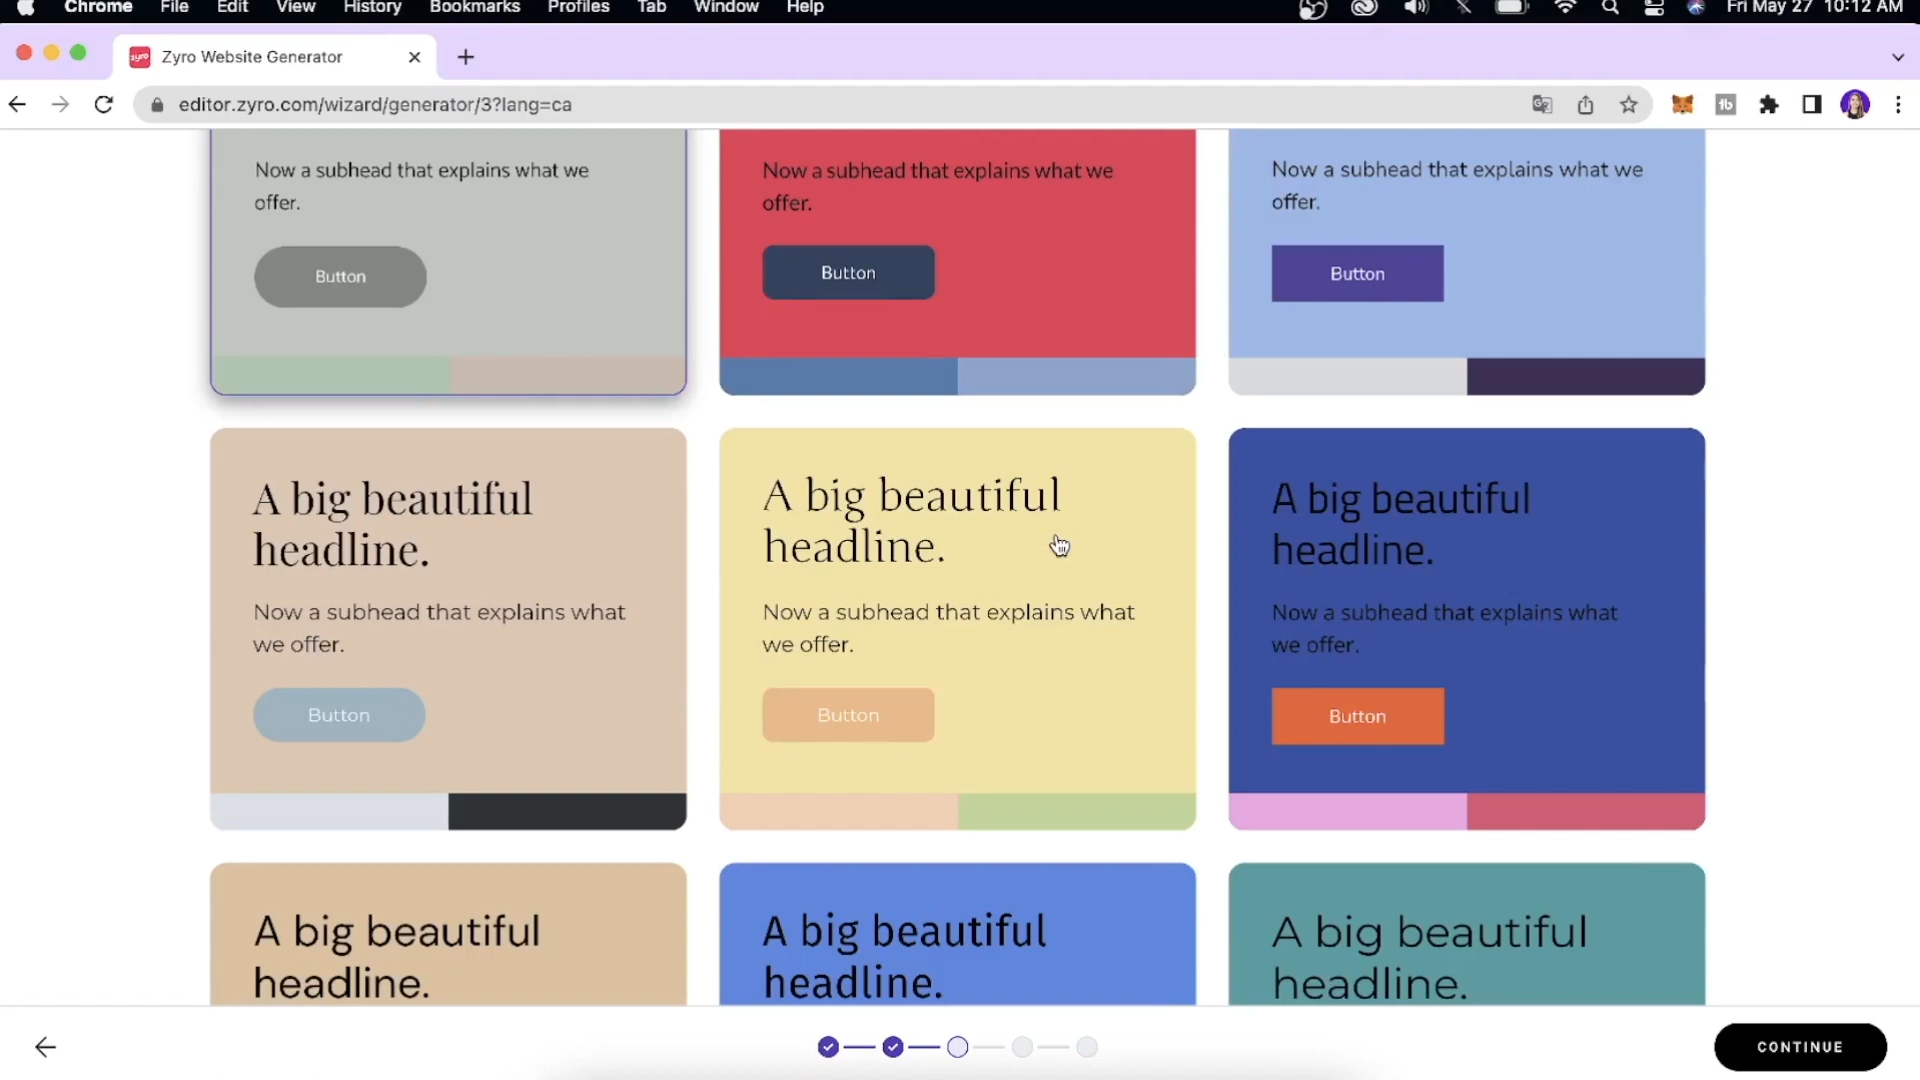 Chrome File Edit View History Bookmarks Profiles Tab Window Help Fri May 27 10:12 AM
zyro Zyro Website Generator
editor.zyro.com/wizard/generator/3?lang=ca
Now a subhead that explains what we
offer.
Button
Now a subhead that explains what we
offer.
Button
Now a subhead that explains what we
offer.
Button
A big beautiful
headline.
Now a subhead that explains what
we offer.
Button
A big beautiful
headline.
Now a subhead that explains what
we offer.
Button
A big beautiful
headline.
Now a subhead that explains what
we offer.
Button
A big beautiful
headline.
A big beautiful
headline.
A big beautiful
headline.
CONTINUE